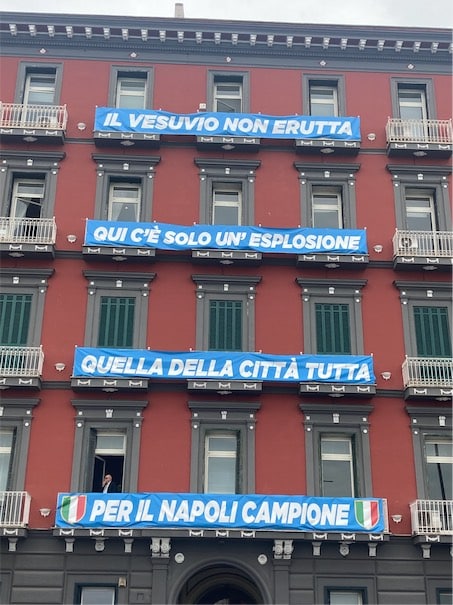 IL VESUVIO NON ERUTTA
QUI C'È SOLO UN' ESPLOSIONE
QUELLA DELLA CITTÀ TUTTA
PER IL NAPOLI CAMPIONE